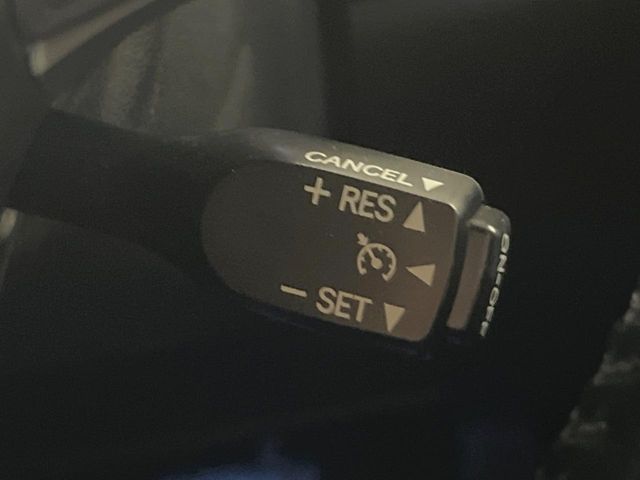 CANCEL ▼
+ RES ▲
◀
− SET ▼
ON-OFF